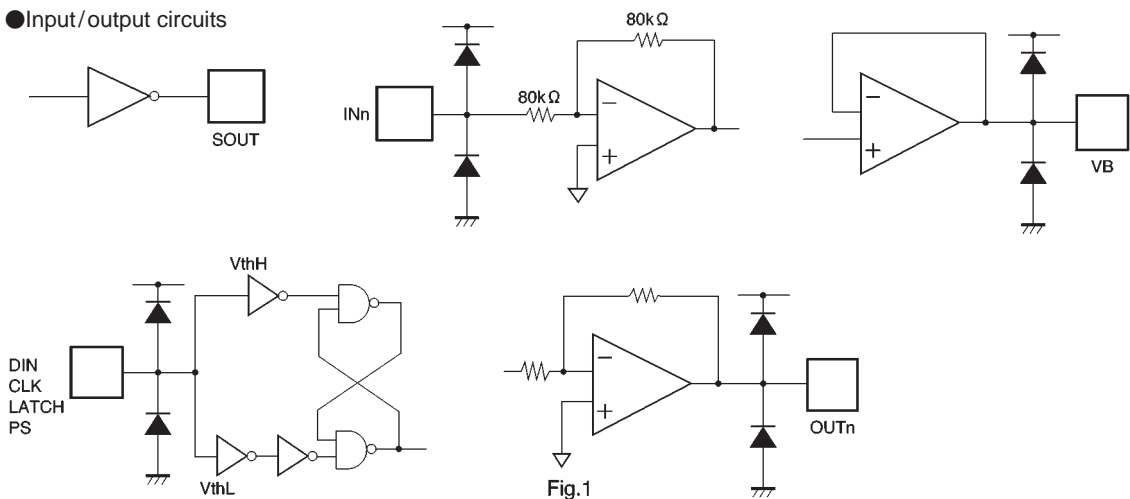 ●Input/output circuits
SOUT
INn
80kΩ
80kΩ
−
+
−
+
VB
DIN
CLK
LATCH
PS
VthH
VthL
−
+
OUTn
Fig.1